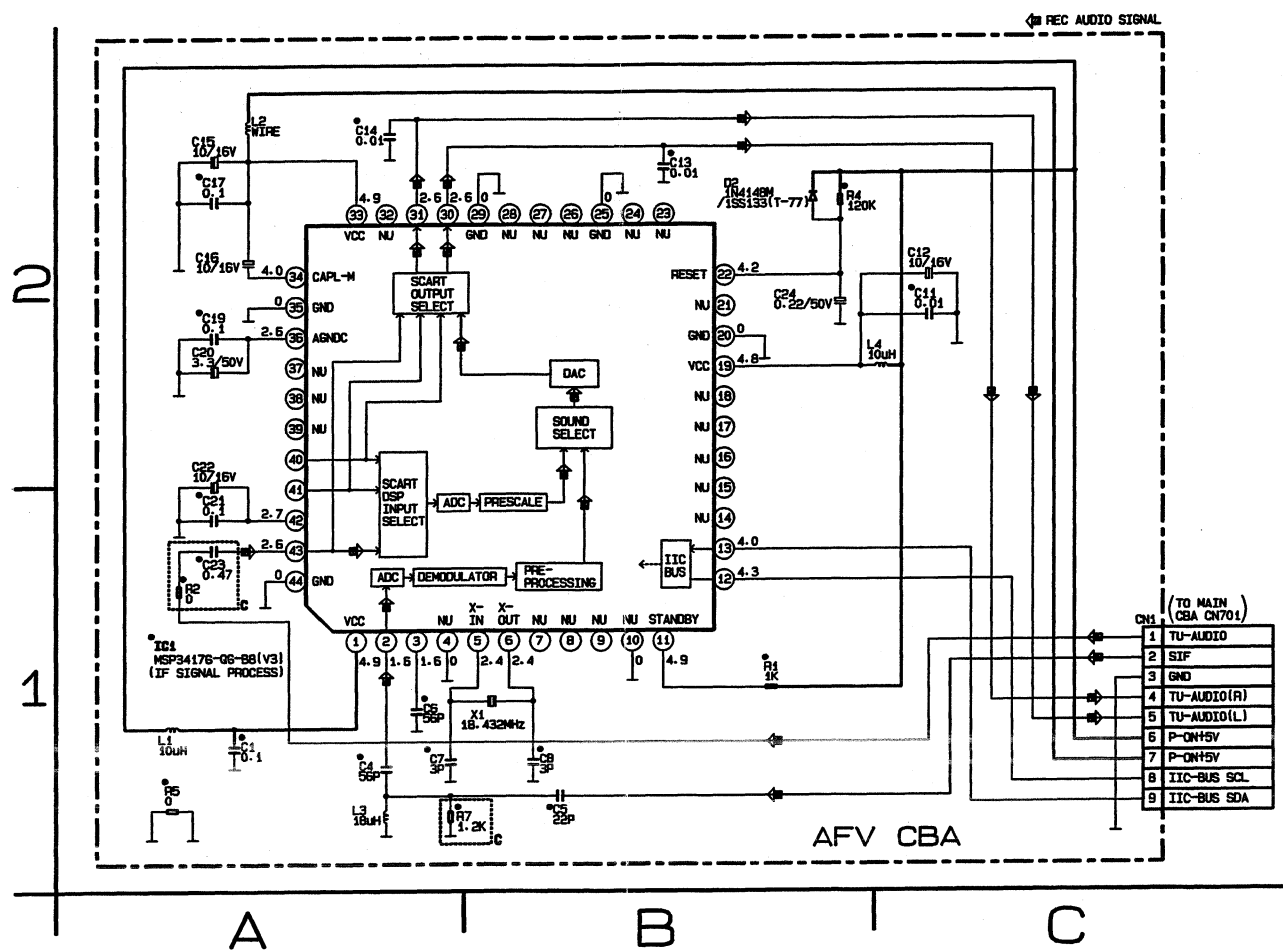 REC AUDIO SIGNAL
L2
WIRE
C15
10/16V
C17
0.1
C16
10/16V
C14
0.01
C13
0.01
D2
1N4148M
/1SS133(T-77)
R4
120K
4.9
2.6
2.6
0
0
33
32
31
30
29
28
27
26
25
24
23
VCC
NU
GND
NU
NU
NU
GND
NU
NU
2
4.0
34
CAPL-M
0
35
GND
C19
0.1
2.6
36
AGNDC
C20
3.3/50V
37
NU
38
NU
39
NU
40
41
C22
10/16V
C21
0.1
2.7
42
2.6
43
C23
0.47
R2
0
C
0
44
GND
SCART
OUTPUT
SELECT
DAC
SOUND
SELECT
SCART
DSP
INPUT
SELECT
ADC
PRESCALE
ADC
DEMODULATOR
PRE-
PROCESSING
IIC
BUS
RESET
22
4.2
C24
0.22/50V
C12
10/16V
C11
0.01
NU
21
GND
20
0
L4
10uH
VCC
19
4.8
NU
18
NU
17
NU
16
NU
15
NU
14
13
4.0
12
4.3
VCC
NU
X-
IN
X-
OUT
NU
NU
NU
NU
STANDBY
1
2
3
4
5
6
7
8
9
10
11
4.9
1.6
1.6
0
2.4
2.4
0
4.9
IC1
MSP3417G-Q6-B8(V3)
(IF SIGNAL PROCESS)
1
R1
1K
C6
56P
X1
18.432MHz
L1
10uH
C1
0.1
C4
56P
C7
3P
C8
3P
R5
0
L3
18uH
R7
1.2K
C
C5
22P
AFV CBA
CN1
(TO MAIN
CBA CN701)
1 TU-AUDIO
2 SIF
3 GND
4 TU-AUDIO(R)
5 TU-AUDIO(L)
6 P-ON+5V
7 P-ON+5V
8 IIC-BUS SCL
9 IIC-BUS SDA
A
B
C